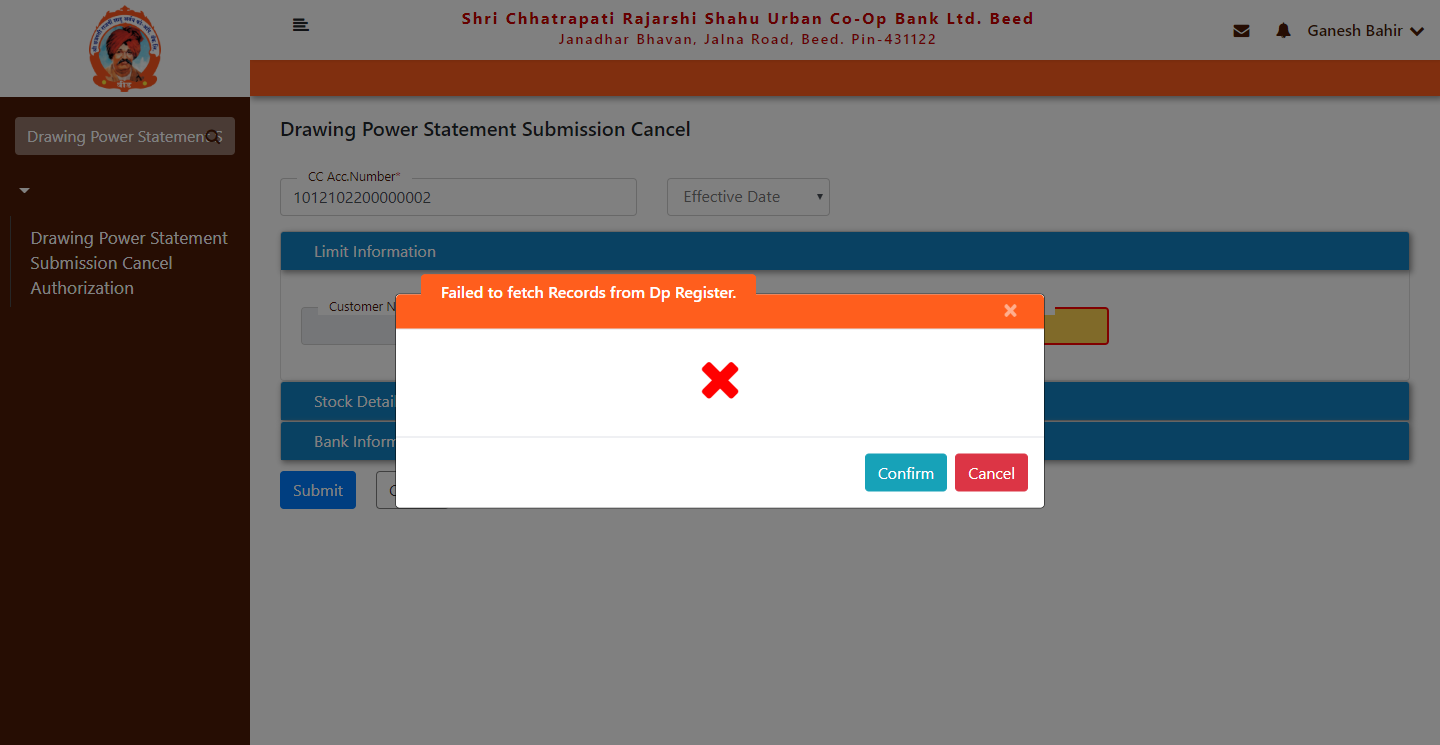 Shri Chhatrapati Rajarshi Shahu Urban Co-Op Bank Ltd. Beed
Janadhar Bhavan, Jalna Road, Beed. Pin-431122
Ganesh Bahir
Drawing Power Statement S
Drawing Power Statement
Submission Cancel
Authorization
Drawing Power Statement Submission Cancel
CC Acc.Number*
1012102200000002
Effective Date
Limit Information
Failed to fetch Records from Dp Register.
×
Customer N
Stock Detai
Bank Inform
Confirm
Cancel
Submit